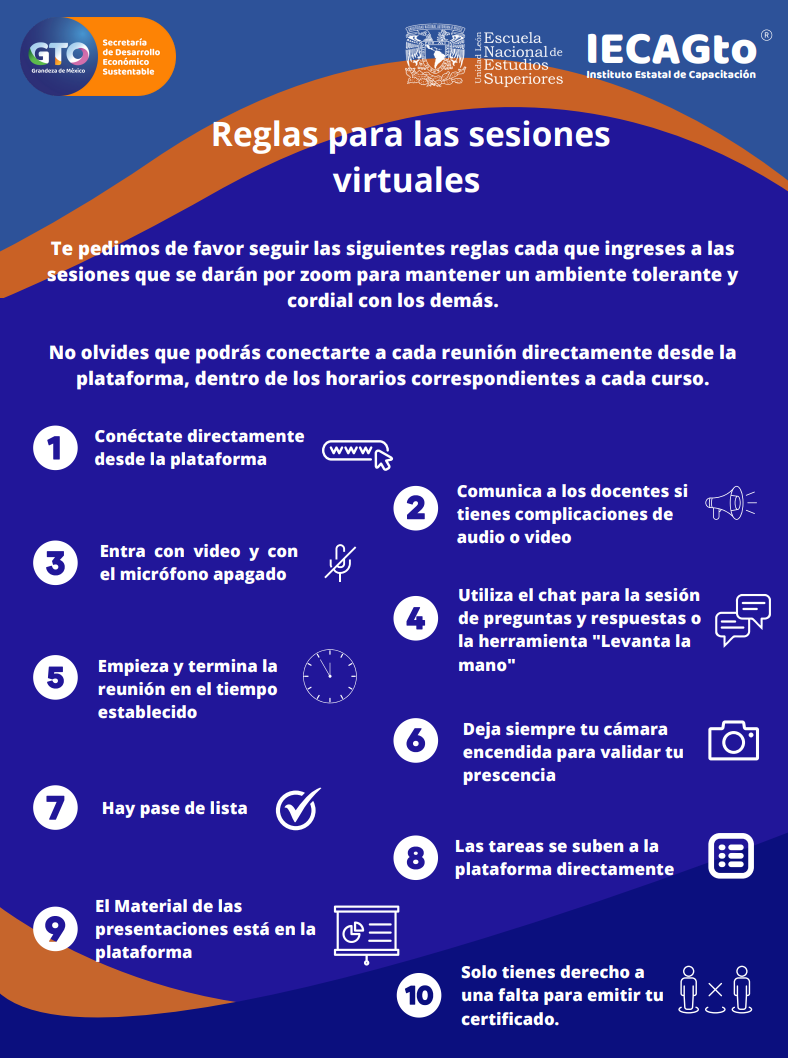 GTO
Grandeza de México
Secretaría
de Desarrollo
Económico
Sustentable
Unidad León
Escuela
Nacional de
Estudios
Superiores
IECAGto®
Instituto Estatal de Capacitación
Reglas para las sesiones
virtuales
Te pedimos de favor seguir las siguientes reglas cada que ingreses a las
sesiones que se darán por zoom para mantener un ambiente tolerante y
cordial con los demás.
No olvides que podrás conectarte a cada reunión directamente desde la
plataforma, dentro de los horarios correspondientes a cada curso.
1
Conéctate directamente
desde la plataforma
www
2
Comunica a los docentes si
tienes complicaciones de
audio o video
3
Entra con video y con
el micrófono apagado
4
Utiliza el chat para la sesión
de preguntas y respuestas o
la herramienta "Levanta la
mano"
5
Empieza y termina la
reunión en el tiempo
establecido
6
Deja siempre tu cámara
encendida para validar tu
prescencia
7
Hay pase de lista
8
Las tareas se suben a la
plataforma directamente
9
El Material de las
presentaciones está en la
plataforma
10
Solo tienes derecho a
una falta para emitir tu
certificado.